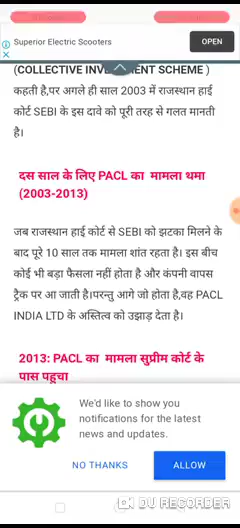 Superior Electric Scooters
OPEN
(COLLECTIVE INVESTMENT SCHEME )
कहती है,पर अगले ही साल 2003 में राजस्थान हाई
कोर्ट SEBI के इस दावे को पूरी तरह से गलत मानती
है।
दस साल के लिए PACL का मामला थमा
(2003-2013)
जब राजस्थान हाई कोर्ट से SEBI को झटका मिलने के
बाद पूरे 10 साल तक मामला शांत रहता है। इस बीच
कोई भी बड़ा फैसला नहीं होता है और कंपनी वापस
ट्रैक पर आ जाती है।परन्तु आगे जो होता है,वह PACL
INDIA LTD के अस्तित्व को उझाड़ देता है।
2013: PACL का मामला सुप्रीम कोर्ट के
पास पहुचा
We'd like to show you
notifications for the latest
news and updates.
NO THANKS
ALLOW
DU RECORDER